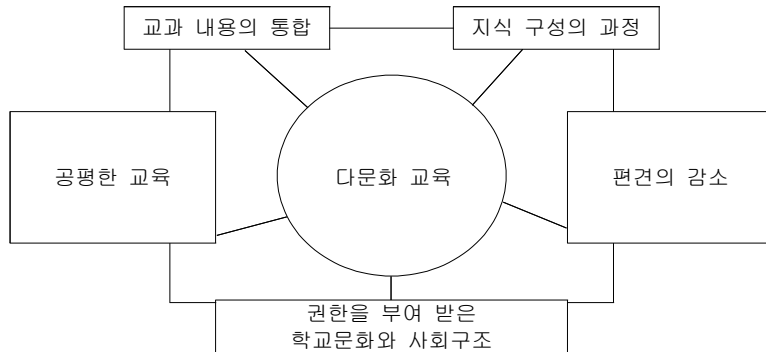 교과 내용의 통합
지식 구성의 과정
공평한 교육
다문화 교육
편견의 감소
권한을 부여 받은
학교문화와 사회구조